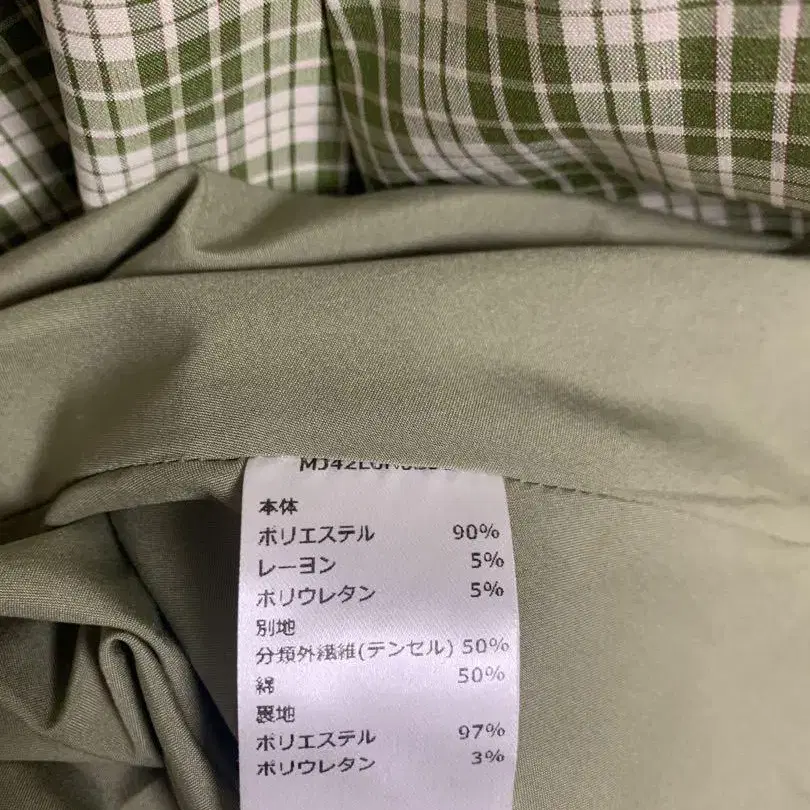 本体
ポリエステル 90%
レーヨン 5%
ポリウレタン 5%
別地
分類外繊維(テンセル) 50%
綿 50%
裏地
ポリエステル 97%
ポリウレタン 3%